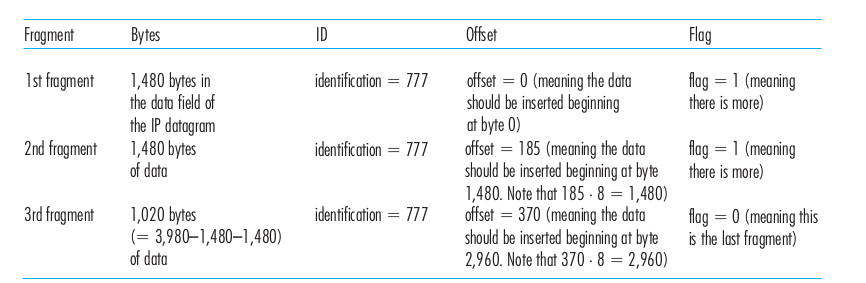 Fragment Bytes ID Offset Flag
1st fragment 1,480 bytes in identification = 777 offset = 0 (meaning the data flag = 1 (meaning
the data field of should be inserted beginning there is more)
the IP datagram at byte 0)
2nd fragment 1,480 bytes identification = 777 offset = 185 (meaning the data flag = 1 (meaning
of data should be inserted beginning at byte there is more)
1,480. Note that 185 · 8 = 1,480)
3rd fragment 1,020 bytes identification = 777 offset = 370 (meaning the data flag = 0 (meaning this
(= 3,980–1,480–1,480) should be inserted beginning at byte is the last fragment)
of data 2,960. Note that 370 · 8 = 2,960)